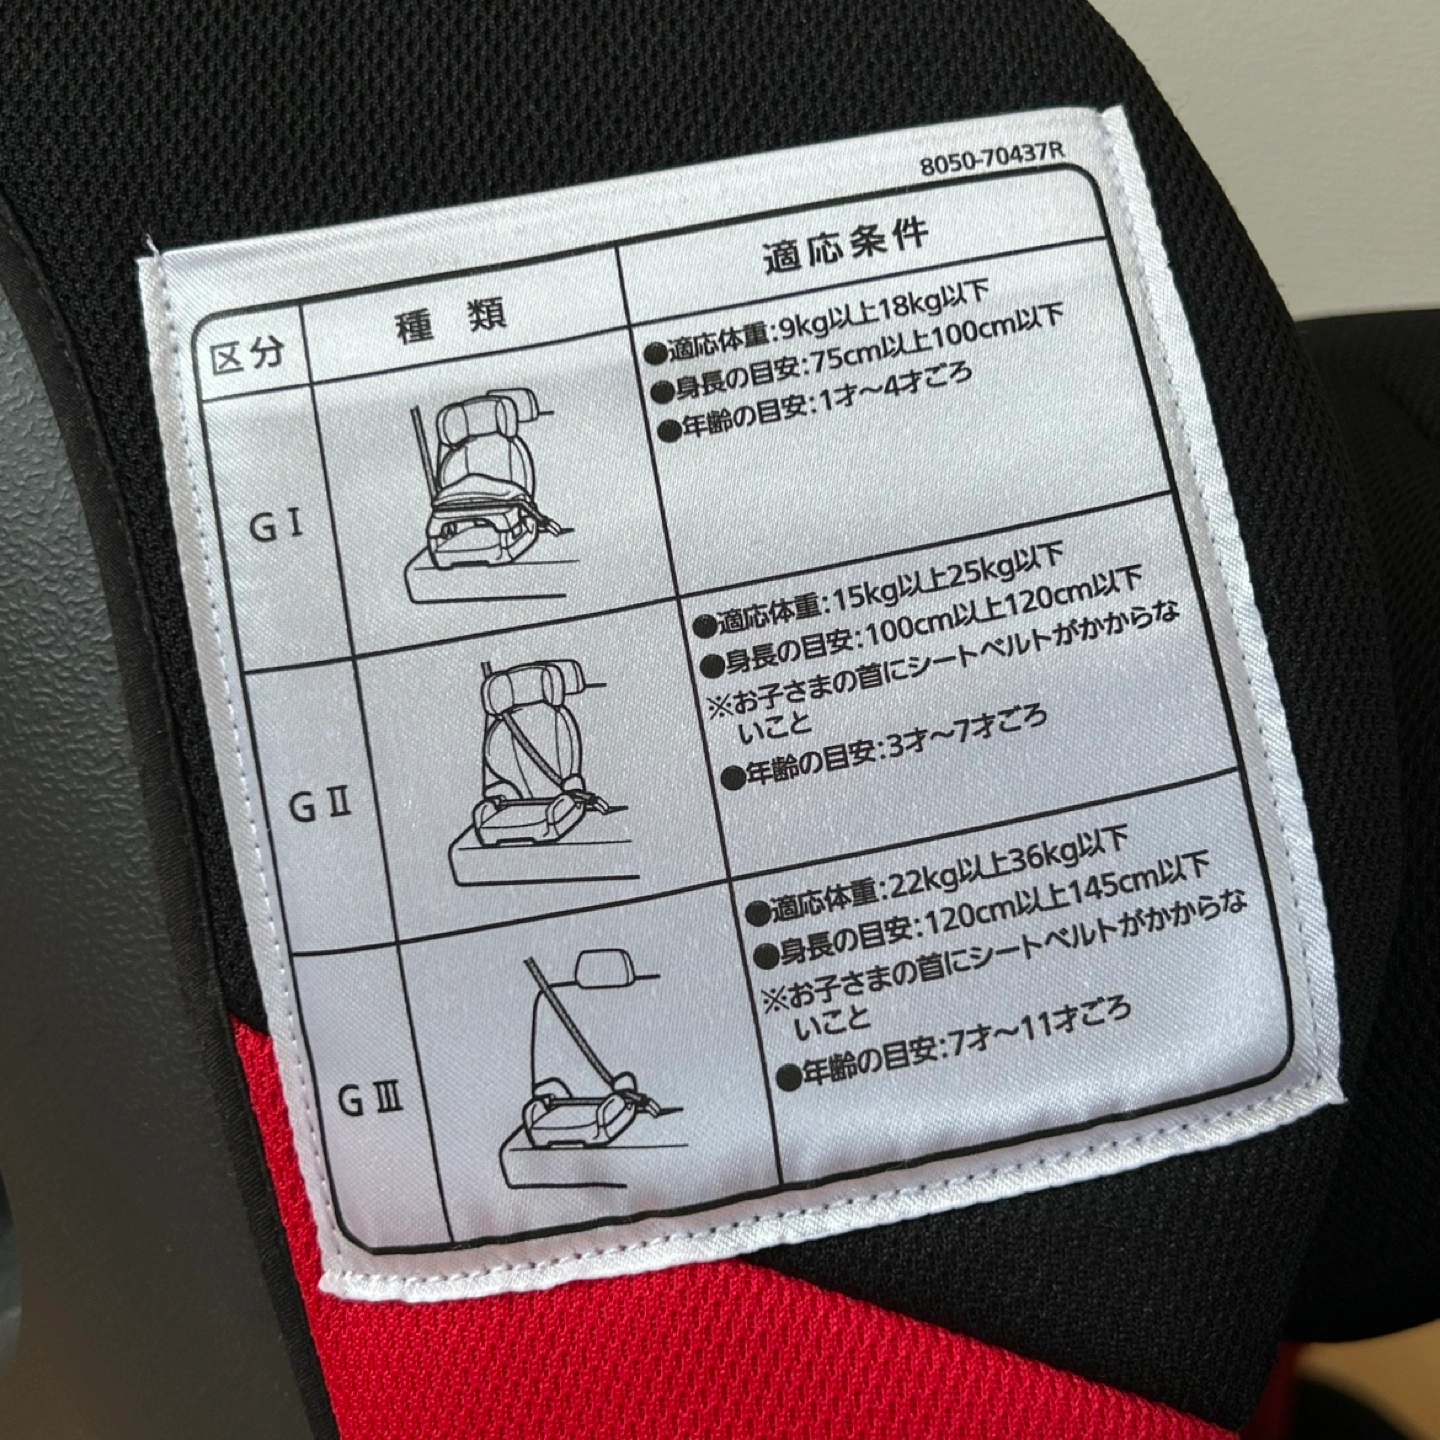 8050-70437R
区分
種 類
適応条件
GⅠ
●適応体重:9kg以上18kg以下
●身長の目安:75cm以上100cm以下
●年齢の目安:1才〜4才ごろ
GⅡ
●適応体重:15kg以上25kg以下
●身長の目安:100cm以上120cm以下
※お子さまの首にシートベルトがかからな
いこと
●年齢の目安:3才〜7才ごろ
GⅢ
●適応体重:22kg以上36kg以下
●身長の目安:120cm以上145cm以下
※お子さまの首にシートベルトがかからな
いこと
●年齢の目安:7才〜11才ごろ